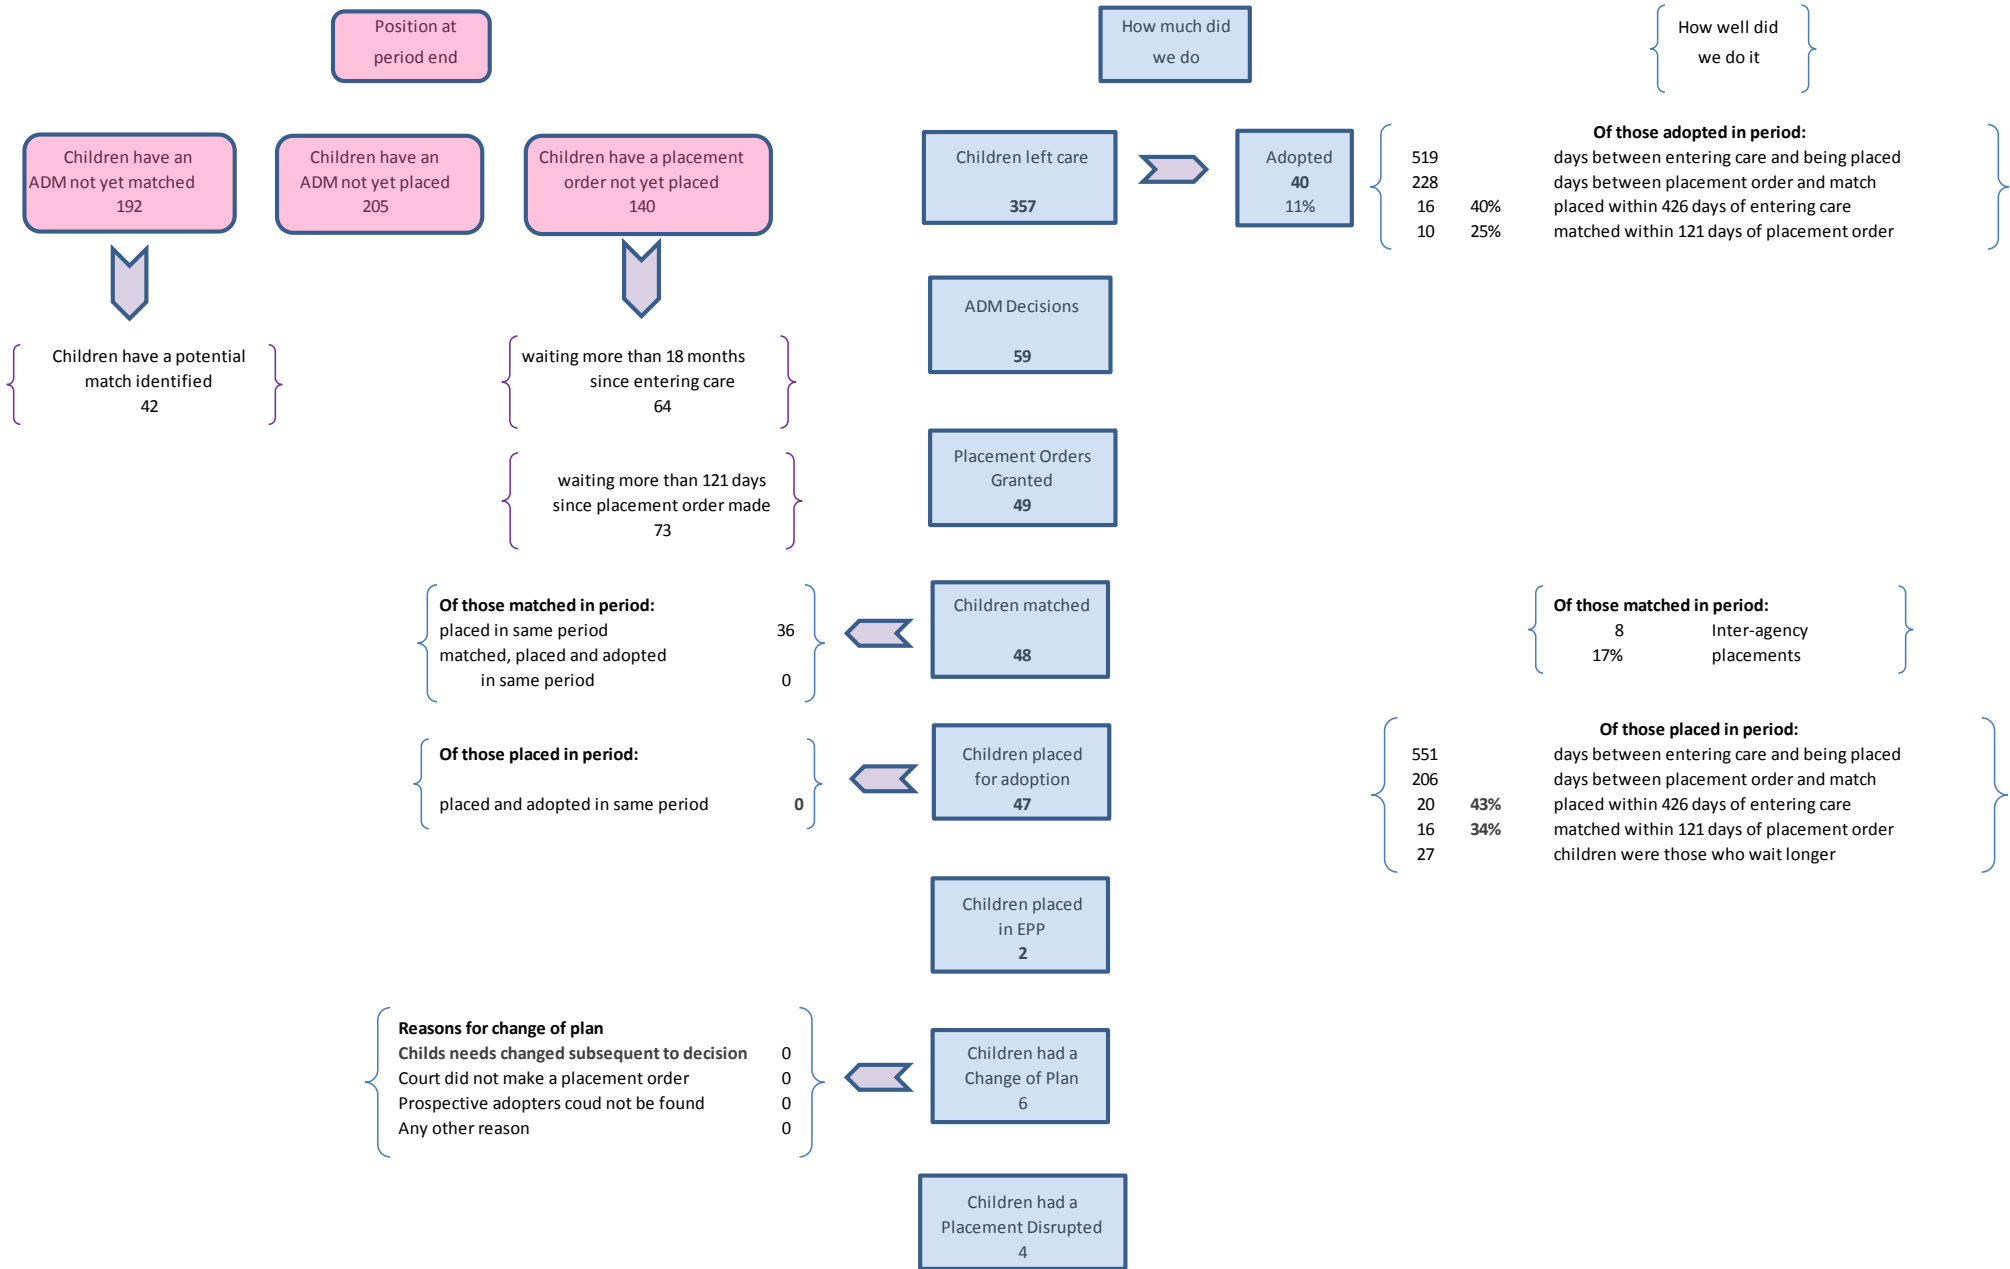 Position at
period end
How much did
we do
How well did
we do it
Children have an
ADM not yet matched
192
Children have an
ADM not yet placed
205
Children have a placement
order not yet placed
140
Children left care
357
Adopted
40
11%
Of those adopted in period:
519 days between entering care and being placed
228 days between placement order and match
16 40% placed within 426 days of entering care
10 25% matched within 121 days of placement order
ADM Decisions
59
Children have a potential
match identified
42
waiting more than 18 months
since entering care
64
Placement Orders
Granted
49
waiting more than 121 days
since placement order made
73
Of those matched in period:
placed in same period 36
matched, placed and adopted
in same period 0
Children matched
48
Of those matched in period:
8 Inter-agency
17% placements
Of those placed in period:
placed and adopted in same period 0
Children placed
for adoption
47
Of those placed in period:
551 days between entering care and being placed
206 days between placement order and match
20 43% placed within 426 days of entering care
16 34% matched within 121 days of placement order
27 children were those who wait longer
Children placed
in EPP
2
Reasons for change of plan
Childs needs changed subsequent to decision 0
Court did not make a placement order 0
Prospective adopters coud not be found 0
Any other reason 0
Children had a
Change of Plan
6
Children had a
Placement Disrupted
4